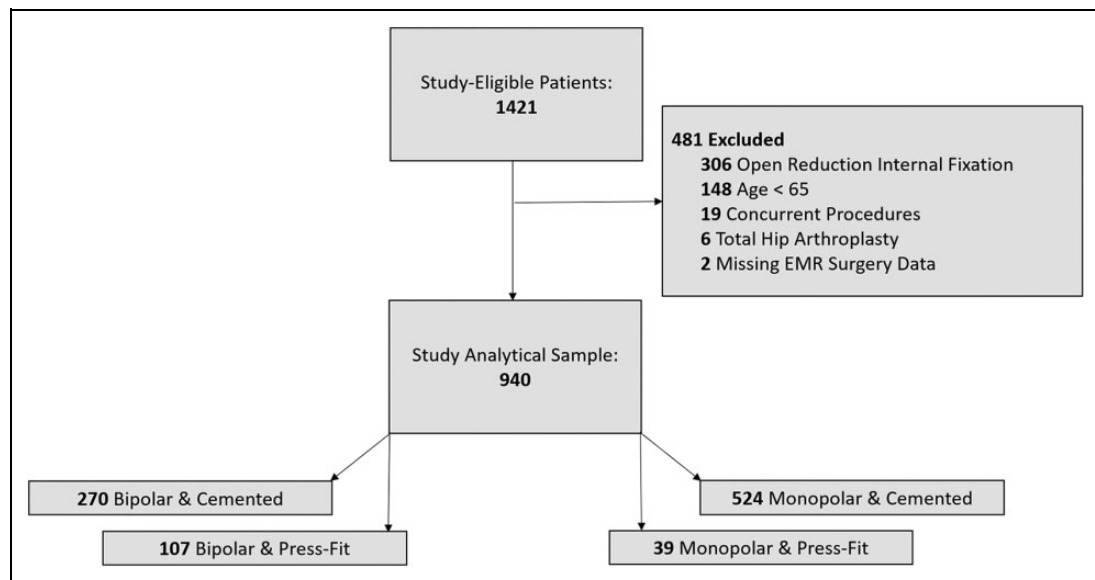 Study-Eligible Patients:
1421
481 Excluded
306 Open Reduction Internal Fixation
148 Age < 65
19 Concurrent Procedures
6 Total Hip Arthroplasty
2 Missing EMR Surgery Data
Study Analytical Sample:
940
270 Bipolar & Cemented
524 Monopolar & Cemented
107 Bipolar & Press-Fit
39 Monopolar & Press-Fit